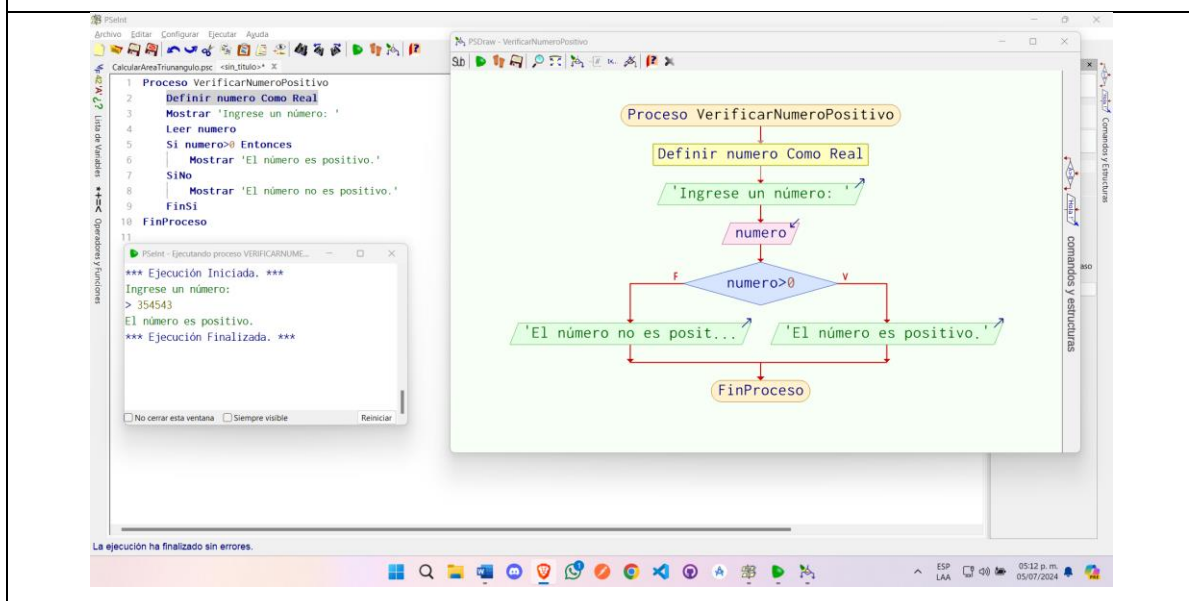 PSeInt
Archivo Editar Configurar Ejecutar Ayuda
CalcularAreaTriunangulo.psc <sin_titulo>*
1 Proceso VerificarNumeroPositivo
2 Definir numero Como Real
3 Mostrar 'Ingrese un número: '
4 Leer numero
5 Si numero>0 Entonces
6 Mostrar 'El número es positivo.'
7 SiNo
8 Mostrar 'El número no es positivo.'
9 FinSi
10 FinProceso
11
Lista de Variables
Operadores y Funciones
PSeInt - Ejecutando proceso VERIFICARNUME...
*** Ejecución Iniciada. ***
Ingrese un número:
> 354543
El número es positivo.
*** Ejecución Finalizada. ***
No cerrar esta ventana Siempre visible Reiniciar
PSDraw - VerificarNumeroPositivo
Sub
Proceso VerificarNumeroPositivo
Definir numero Como Real
'Ingrese un número: '
numero
F numero>0 V
'El número no es posit... 'El número es positivo.'
FinProceso
comandos y estructuras
Comandos y Estructuras
aso
La ejecución ha finalizado sin errores.
ESP
LAA
05:12 p. m.
05/07/2024